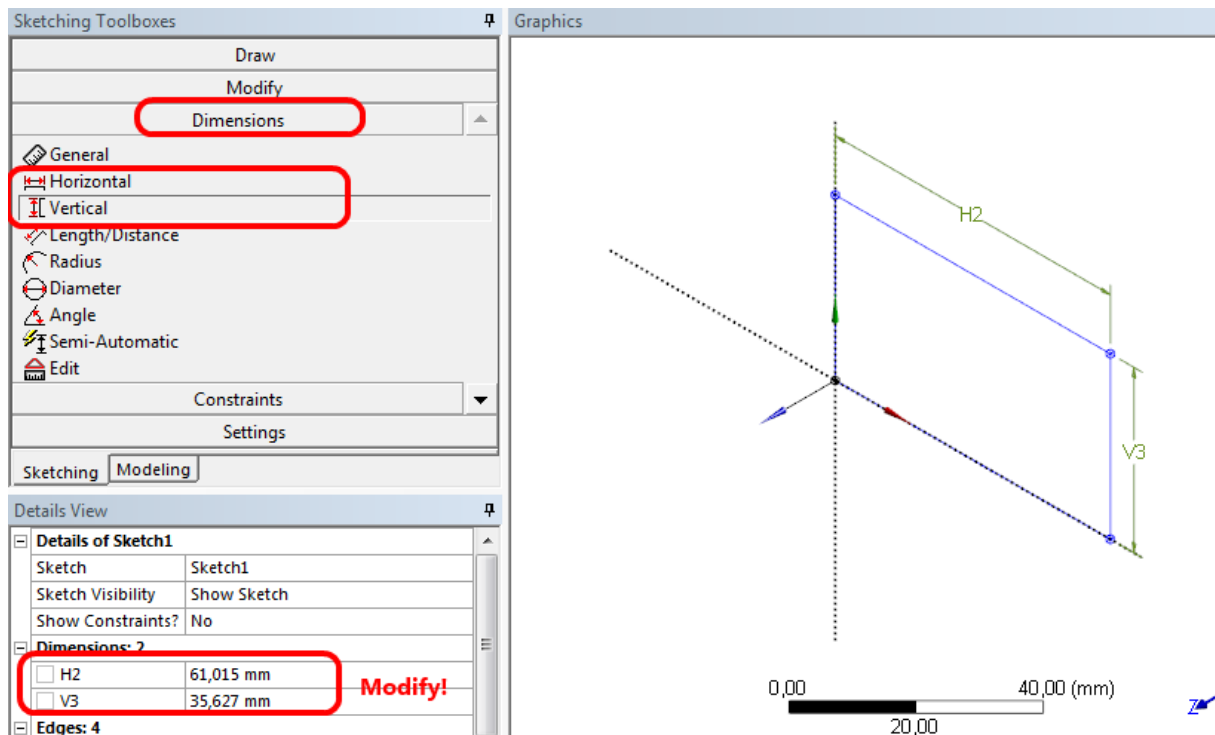 Sketching Toolboxes
Draw
Modify
Dimensions
General
Horizontal
Vertical
Length/Distance
Radius
Diameter
Angle
Semi-Automatic
Edit
Constraints
Settings
Sketching Modeling
Details View
Details of Sketch1
Sketch Sketch1
Sketch Visibility Show Sketch
Show Constraints? No
Dimensions: 2
H2 61,015 mm
V3 35,627 mm
Modify!
Edges: 4
Graphics
H2
V3
0,00 40,00 (mm)
20,00
Z